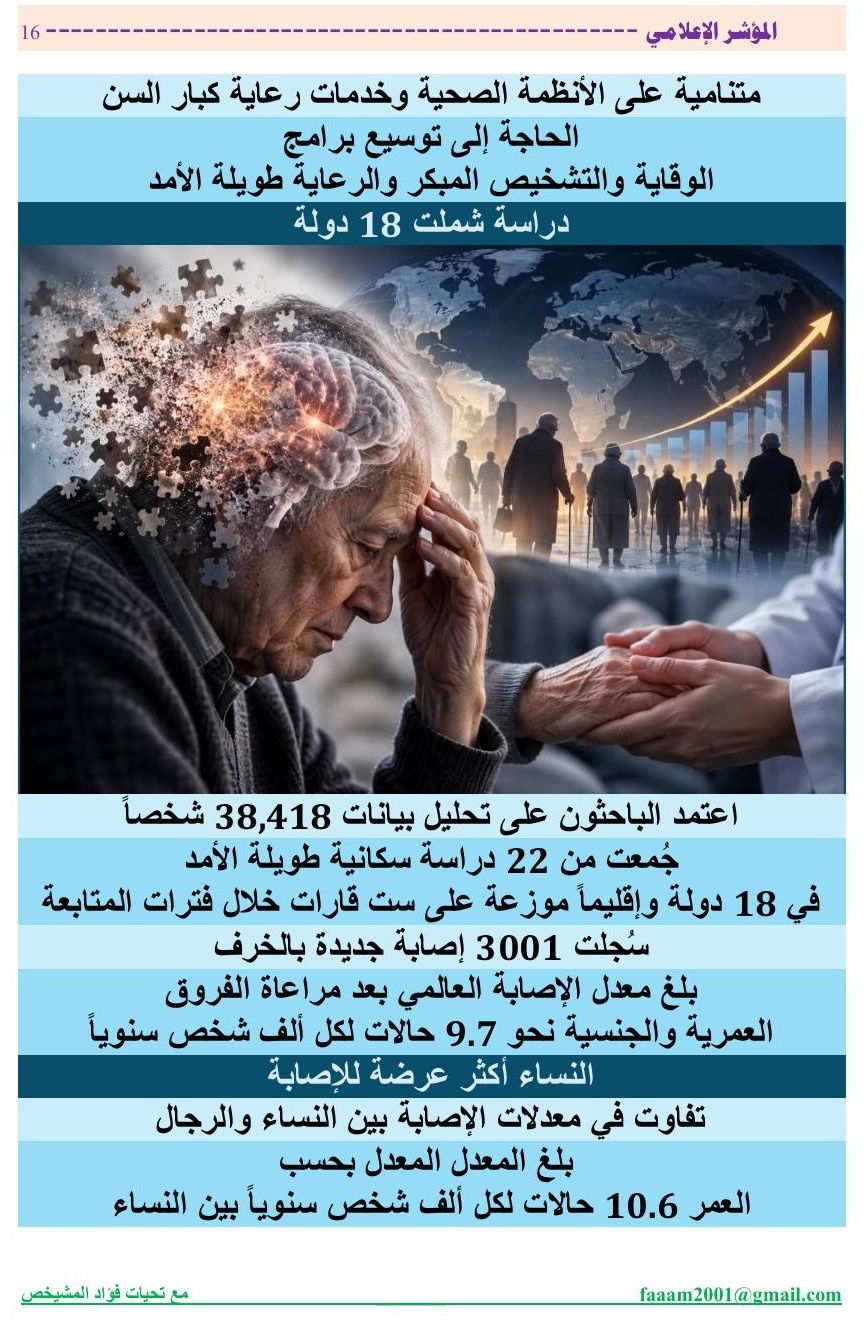 المؤشر الإعلامي ------------------------------------------------ 16
متنامية على الأنظمة الصحية وخدمات رعاية كبار السن
الحاجة إلى توسيع برامج
الوقاية والتشخيص المبكر والرعاية طويلة الأمد
دراسة شملت 18 دولة
اعتمد الباحثون على تحليل بيانات 38,418 شخصاً
جُمعت من 22 دراسة سكانية طويلة الأمد
في 18 دولة وإقليماً موزعة على ست قارات خلال فترات المتابعة
سُجلت 3001 إصابة جديدة بالخرف
بلغ معدل الإصابة العالمي بعد مراعاة الفروق
العمرية والجنسية نحو 9.7 حالات لكل ألف شخص سنوياً
النساء أكثر عرضة للإصابة
تفاوت في معدلات الإصابة بين النساء والرجال
بلغ المعدل المعدل بحسب
العمر 10.6 حالات لكل ألف شخص سنوياً بين النساء
faaam2001@gmail.com مع تحيات فؤاد المشيخص